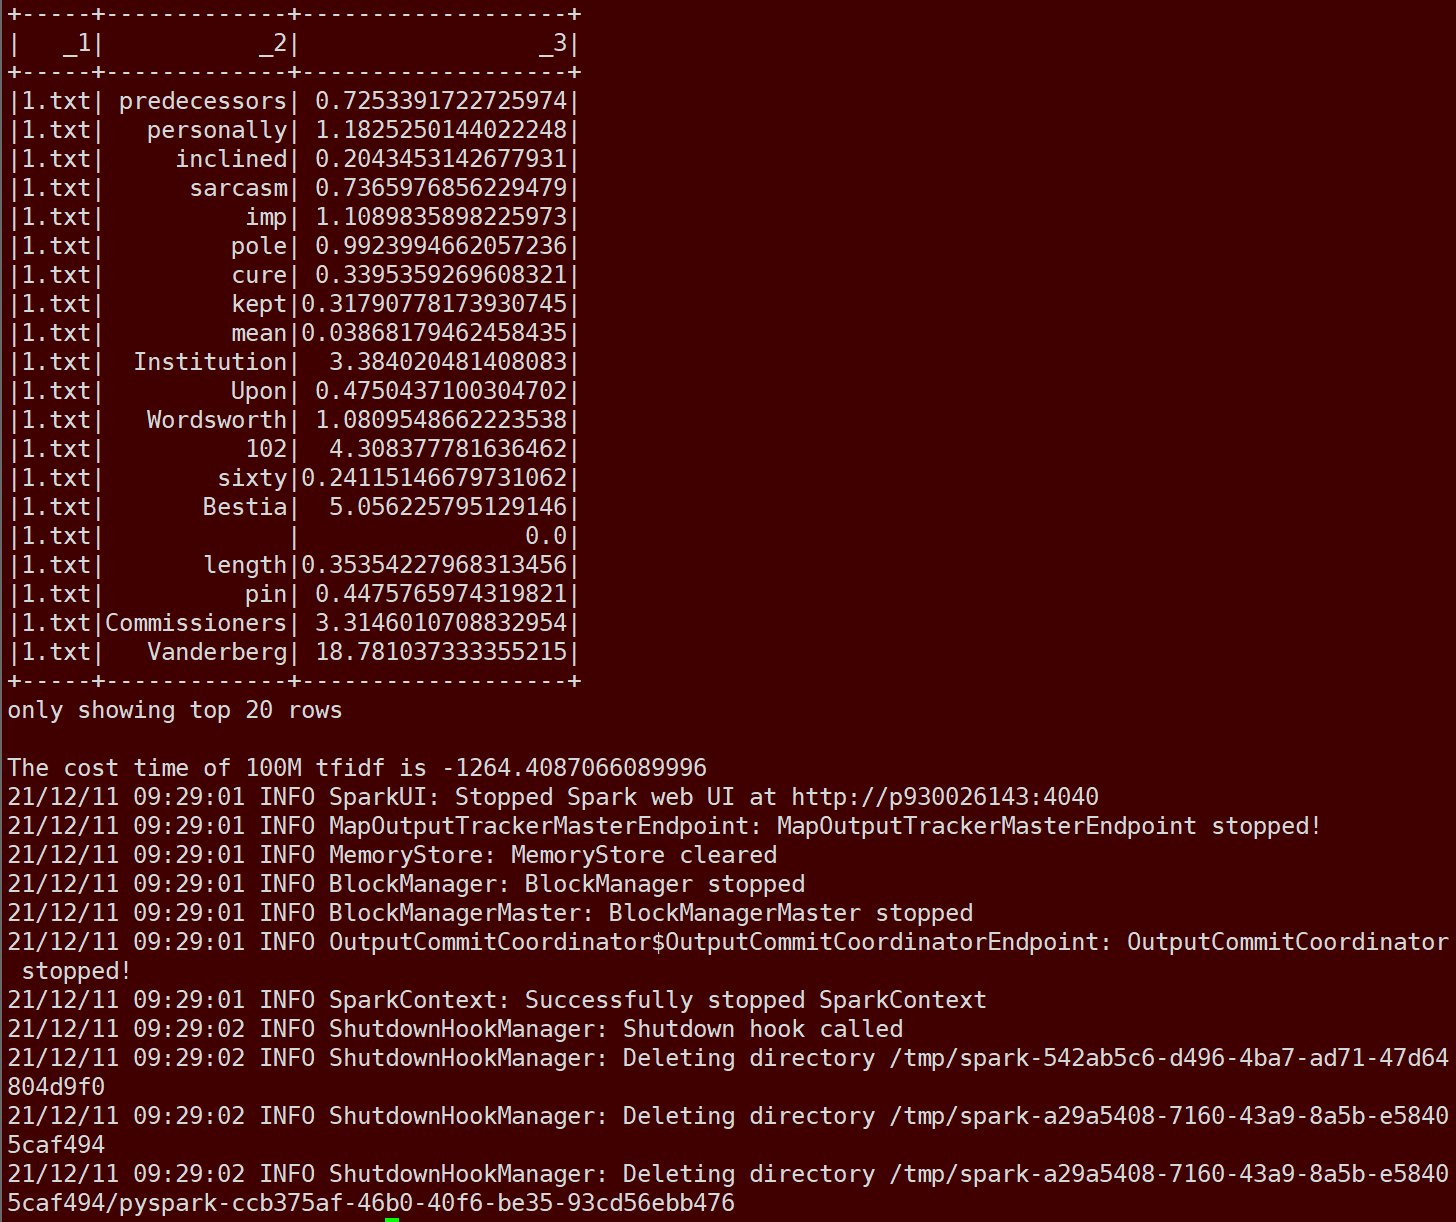 +-----+-------------+-------------------+
|   _1|           _2|                 _3|
+-----+-------------+-------------------+
|1.txt| predecessors| 0.7253391722725974|
|1.txt|   personally| 1.1825250144022248|
|1.txt|     inclined| 0.2043453142677931|
|1.txt|      sarcasm| 0.7365976856229479|
|1.txt|          imp| 1.1089835898225973|
|1.txt|         pole| 0.9923994662057236|
|1.txt|         cure| 0.3395359269608321|
|1.txt|         kept|0.31790778173930745|
|1.txt|         mean|0.03868179462458435|
|1.txt|  Institution|  3.384020481408083|
|1.txt|         Upon| 0.4750437100304702|
|1.txt|   Wordsworth| 1.0809548662223538|
|1.txt|          102|  4.308377781636462|
|1.txt|        sixty|0.24115146679731062|
|1.txt|       Bestia|  5.056225795129146|
|1.txt|             |                0.0|
|1.txt|       length|0.35354227968313456|
|1.txt|          pin| 0.4475765974319821|
|1.txt|Commissioners| 3.3146010708832954|
|1.txt|   Vanderberg| 18.781037333355215|
+-----+-------------+-------------------+
only showing top 20 rows
The cost time of 100M tfidf is -1264.4087066089996
21/12/11 09:29:01 INFO SparkUI: Stopped Spark web UI at http://p930026143:4040
21/12/11 09:29:01 INFO MapOutputTrackerMasterEndpoint: MapOutputTrackerMasterEndpoint stopped!
21/12/11 09:29:01 INFO MemoryStore: MemoryStore cleared
21/12/11 09:29:01 INFO BlockManager: BlockManager stopped
21/12/11 09:29:01 INFO BlockManagerMaster: BlockManagerMaster stopped
21/12/11 09:29:01 INFO OutputCommitCoordinator$OutputCommitCoordinatorEndpoint: OutputCommitCoordinator
 stopped!
21/12/11 09:29:01 INFO SparkContext: Successfully stopped SparkContext
21/12/11 09:29:02 INFO ShutdownHookManager: Shutdown hook called
21/12/11 09:29:02 INFO ShutdownHookManager: Deleting directory /tmp/spark-542ab5c6-d496-4ba7-ad71-47d64
804d9f0
21/12/11 09:29:02 INFO ShutdownHookManager: Deleting directory /tmp/spark-a29a5408-7160-43a9-8a5b-e5840
5caf494
21/12/11 09:29:02 INFO ShutdownHookManager: Deleting directory /tmp/spark-a29a5408-7160-43a9-8a5b-e5840
5caf494/pyspark-ccb375af-46b0-40f6-be35-93cd56ebb476